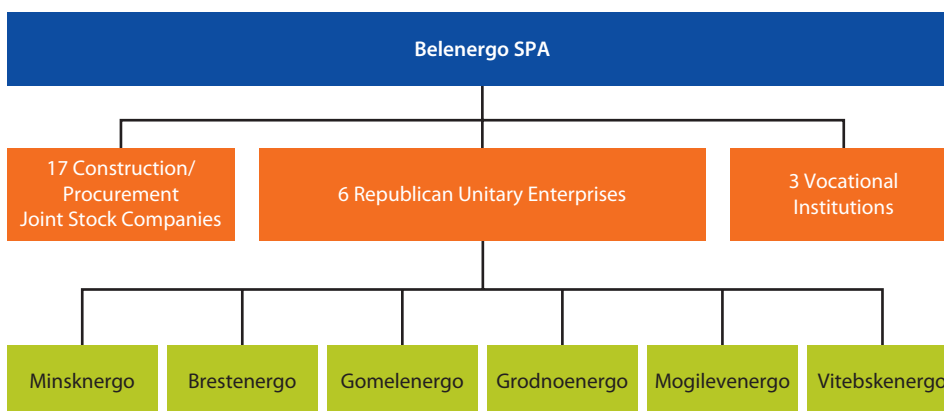 Belenergo SPA
17 Construction/
Procurement
Joint Stock Companies
6 Republican Unitary Enterprises
3 Vocational
Institutions
Minsknergo
Brestenergo
Gomelenergo
Grodnoenergo
Mogilevenergo
Vitebskenergo